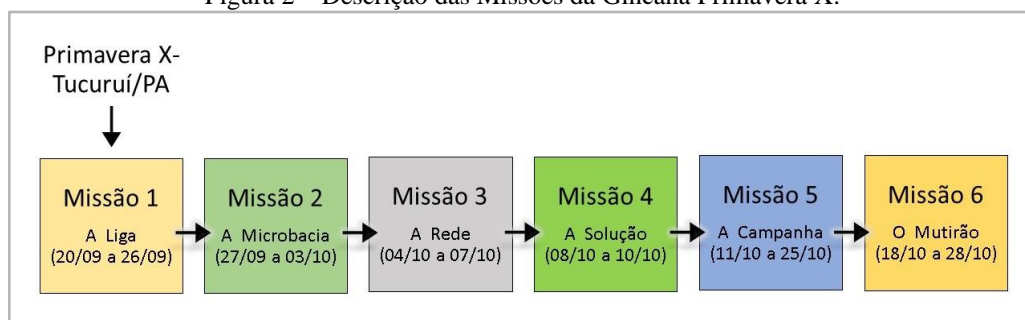 Figura 2 – Descrição das Missões da Gincana Primavera X.
Primavera X-
Tucuruí/PA
Missão 1
A Liga
(20/09 a 26/09)
Missão 2
A Microbacia
(27/09 a 03/10)
Missão 3
A Rede
(04/10 a 07/10)
Missão 4
A Solução
(08/10 a 10/10)
Missão 5
A Campanha
(11/10 a 25/10)
Missão 6
O Mutirão
(18/10 a 28/10)